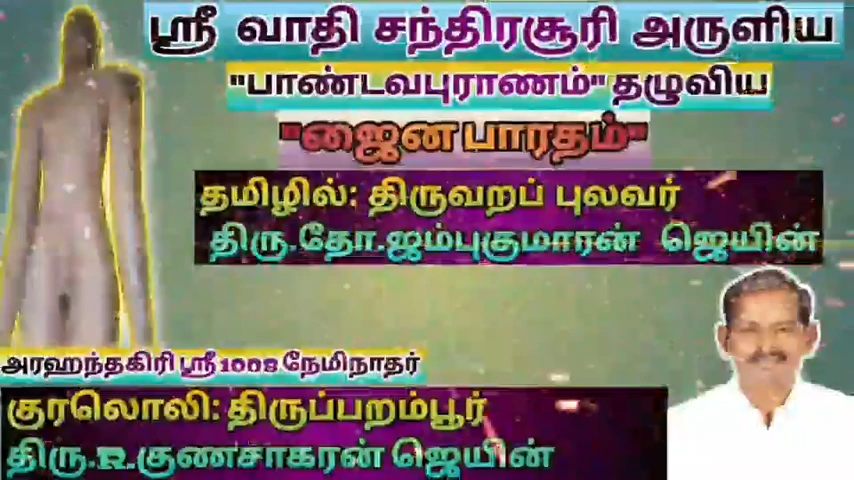 ஸ்ரீ வாதி சந்திரசூரி அருளிய
"பாண்டவபுராணம்" தழுவிய
"ஜைன பாரதம்"
தமிழில்: திருவறப் புலவர்
திரு.தோ.ஜம்புகுமாரன் ஜெயின்
அரஹந்தகிரி ஸ்ரீ 1008 நேமிநாதர்
குரலொலி: திருப்பறம்பூர்
திரு.R.குணசாகரன் ஜெயின்